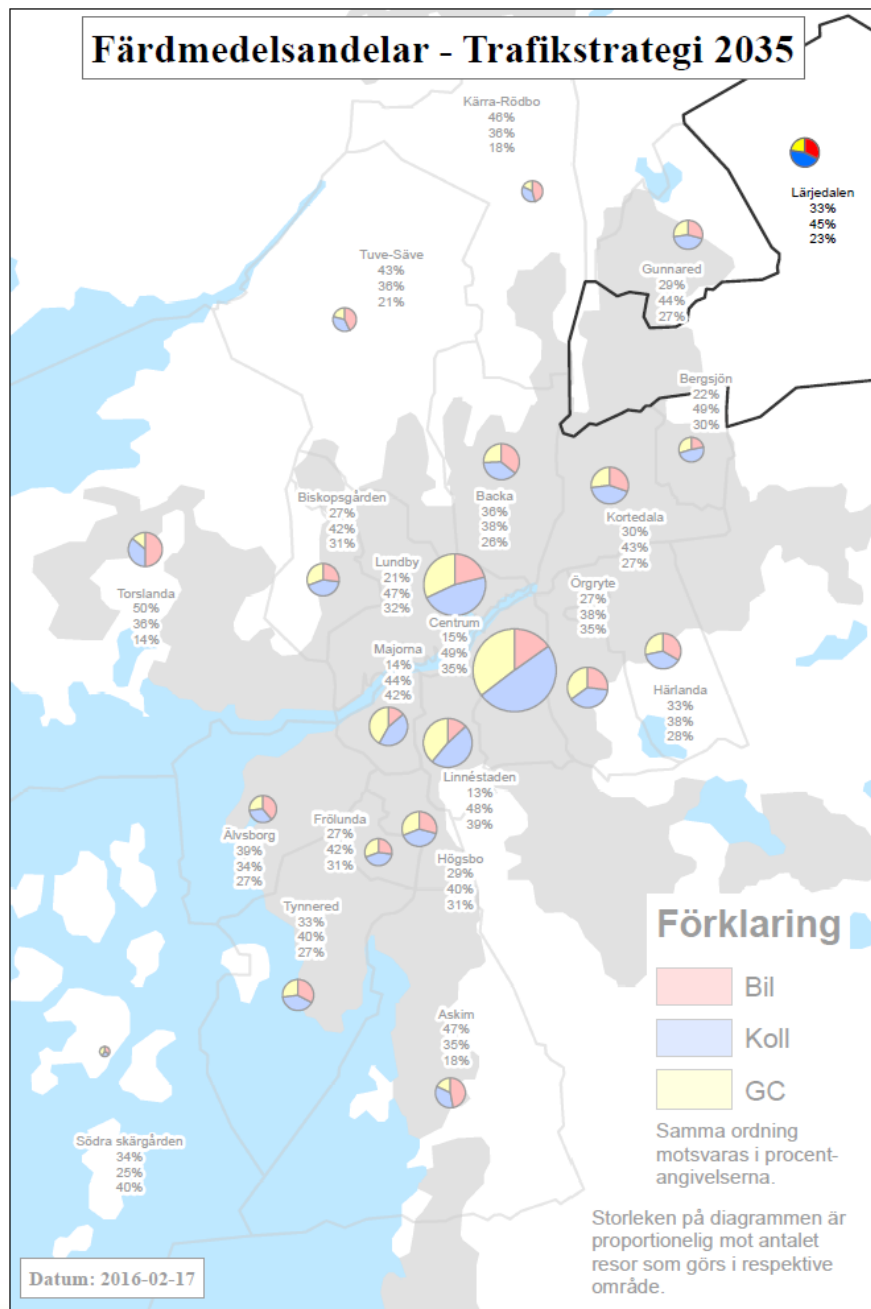 Färdmedelsandelar - Trafikstrategi 2035
Kärra-Rödbo
46%
36%
18%
Lärjedalen
33%
45%
23%
Tuve-Säve
43%
36%
21%
Gunnared
29%
44%
27%
Bergsjön
22%
49%
30%
Backa
36%
38%
26%
Biskopsgården
27%
42%
31%
Kortedala
30%
43%
27%
Torslanda
50%
36%
14%
Lundby
21%
47%
32%
Örgryte
27%
38%
35%
Centrum
15%
49%
35%
Majorna
14%
44%
42%
Härlanda
33%
38%
28%
Linnéstaden
13%
48%
39%
Älvsborg
39%
34%
27%
Frölunda
27%
42%
31%
Högsbo
29%
40%
31%
Tynnered
33%
40%
27%
Askim
47%
35%
18%
Södra skärgården
34%
25%
40%
Förklaring
Bil
Koll
GC
Samma ordning
motsvaras i procent-
angivelserna.
Storleken på diagrammen är
proportionelig mot antalet
resor som görs i respektive
område.
Datum: 2016-02-17